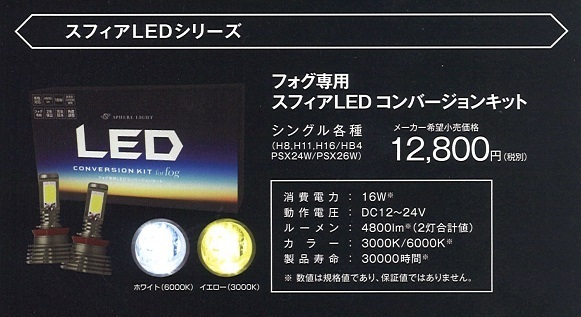 スフィアLEDシリーズ
SPHERE LIGHT
LED
CONVERSION KIT for fog
フォグ専用
スフィアLED コンバージョンキット
シングル各種
(H8,H11,H16/HB4
PSX24W/PSX26W)
メーカー希望小売価格
12,800円(税別)
消費電力：16W※
動作電圧：DC12～24V
ルーメン：4800lm※(2灯合計値)
カラー：3000K/6000K※
製品寿命：30000時間※
※ 数値は規格値であり、保証値ではありません。
ホワイト(6000K)
イエロー(3000K)